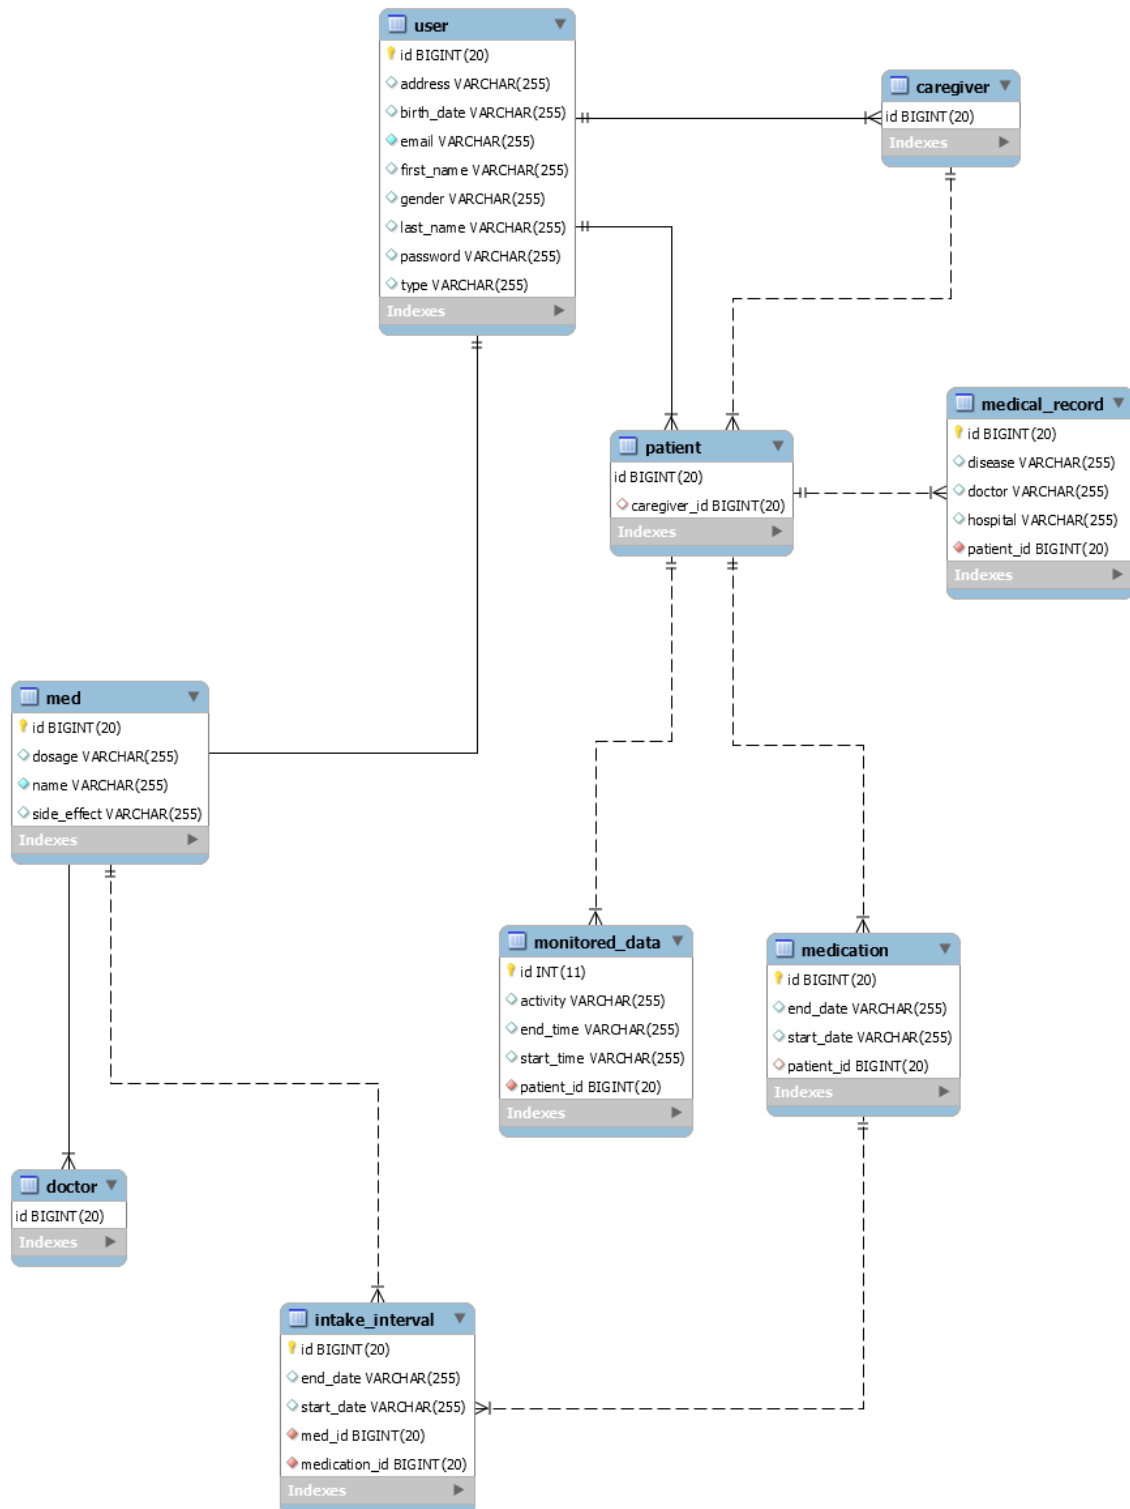 user
id BIGINT(20)
address VARCHAR(255)
birth_date VARCHAR(255)
email VARCHAR(255)
first_name VARCHAR(255)
gender VARCHAR(255)
last_name VARCHAR(255)
password VARCHAR(255)
type VARCHAR(255)
Indexes
caregiver
id BIGINT(20)
Indexes
patient
id BIGINT(20)
caregiver_id BIGINT(20)
Indexes
medical_record
id BIGINT(20)
disease VARCHAR(255)
doctor VARCHAR(255)
hospital VARCHAR(255)
patient_id BIGINT(20)
Indexes
med
id BIGINT(20)
dosage VARCHAR(255)
name VARCHAR(255)
side_effect VARCHAR(255)
Indexes
monitored_data
id INT(11)
activity VARCHAR(255)
end_time VARCHAR(255)
start_time VARCHAR(255)
patient_id BIGINT(20)
Indexes
medication
id BIGINT(20)
end_date VARCHAR(255)
start_date VARCHAR(255)
patient_id BIGINT(20)
Indexes
doctor
id BIGINT(20)
Indexes
intake_interval
id BIGINT(20)
end_date VARCHAR(255)
start_date VARCHAR(255)
med_id BIGINT(20)
medication_id BIGINT(20)
Indexes